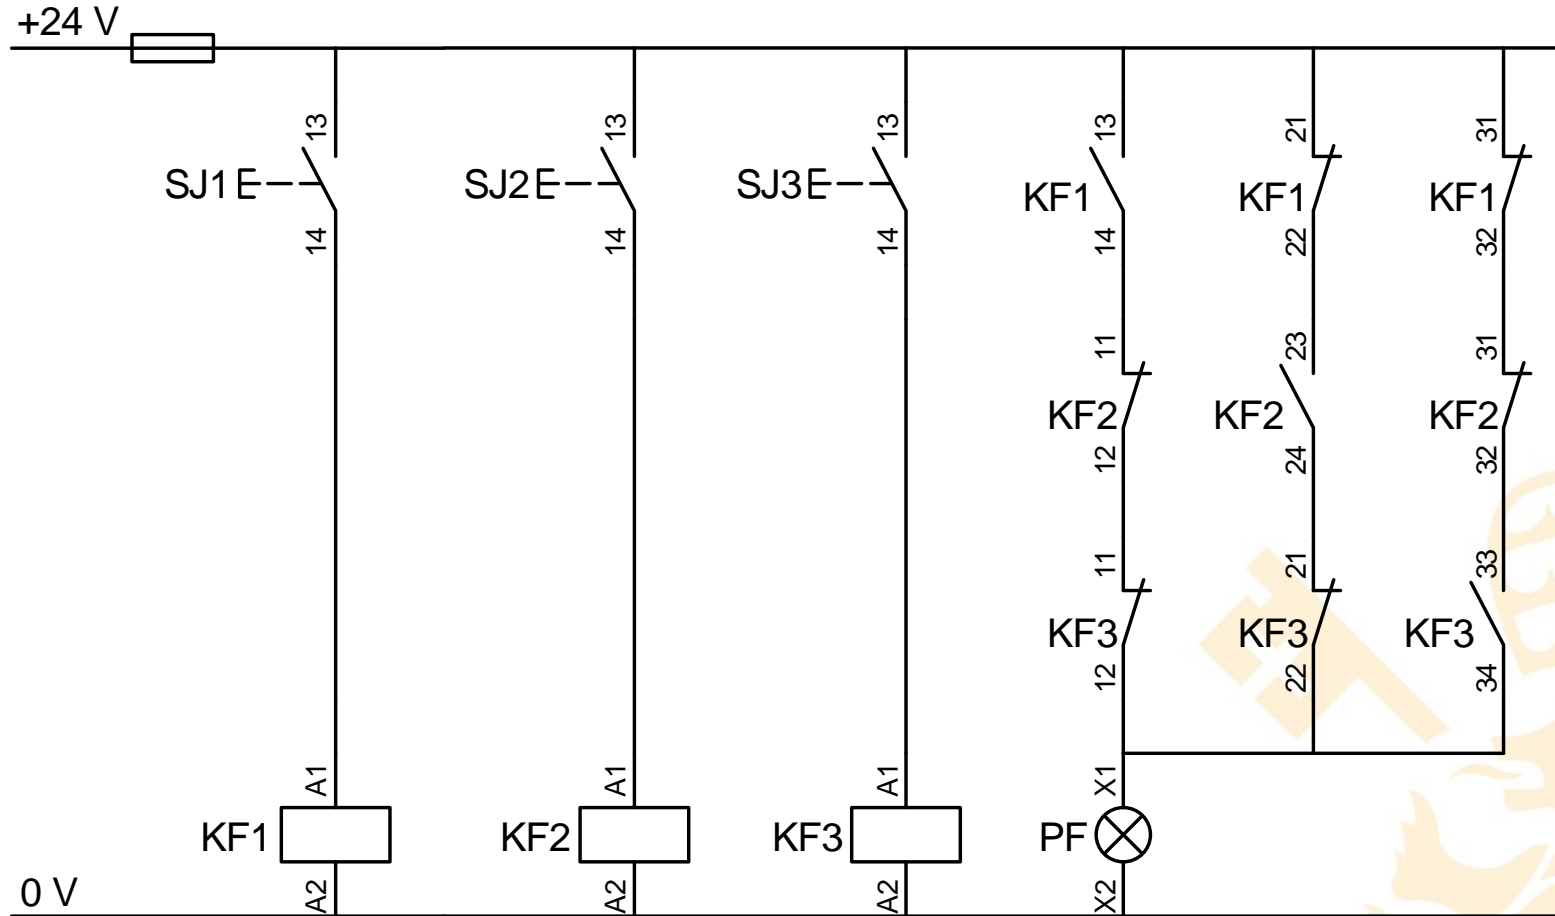 +24 V
13 13 13 13 21 31
SJ1 SJ2 SJ3 KF1 KF1 KF1
14 14 14 14 22 32
11 23 31
KF2 KF2 KF2
12 24 32
11 21 33
KF3 KF3 KF3
12 22 34
A1 A1 A1 X1
KF1 KF2 KF3 PF
A2 A2 A2 X2
0 V